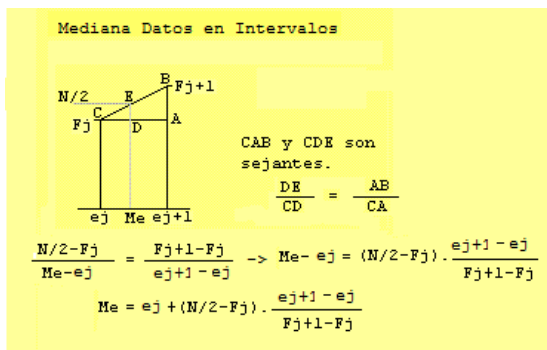 Mediana Datos en Intervalos
B
Fj+1
N/2 E
C
Fj D A
CAB y CDE son
sejantes.
DE/CD = AB/CA
ej Me ej+1
N/2-Fj/Me-ej = Fj+1-Fj/ej+1-ej -> Me-ej = (N/2-Fj).ej+1-ej/Fj+1-Fj
Me = ej+(N/2-Fj).ej+1-ej/Fj+1-Fj